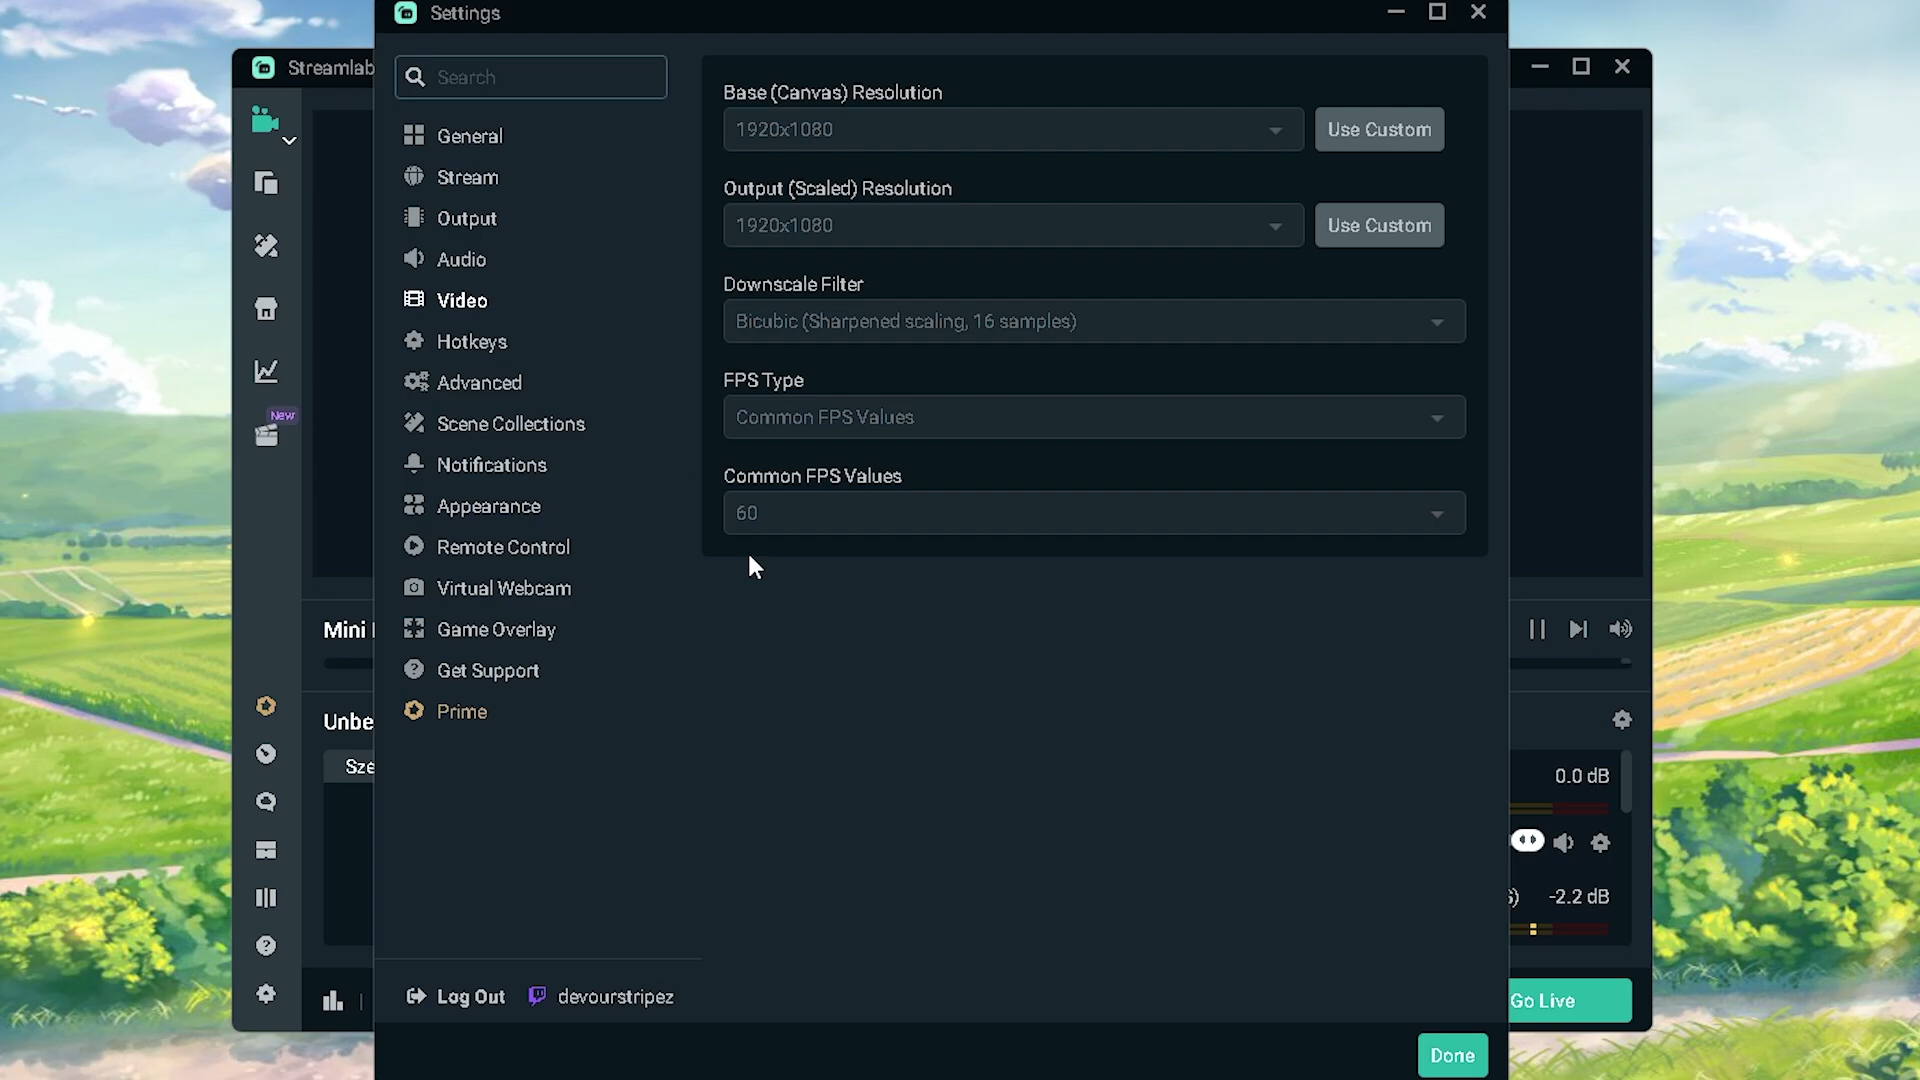 Settings
Streamlab
Search
General
Stream
Output
Audio
Video
Hotkeys
Advanced
Scene Collections
Notifications
Appearance
Remote Control
Virtual Webcam
Game Overlay
Get Support
Prime
Log Out
devourstripez
Base (Canvas) Resolution
1920x1080
Use Custom
Output (Scaled) Resolution
1920x1080
Use Custom
Downscale Filter
Bicubic (Sharpened scaling, 16 samples)
FPS Type
Common FPS Values
Common FPS Values
60
Done
New
Mini
Unbe
Sze
0.0 dB
-2.2 dB
Go Live